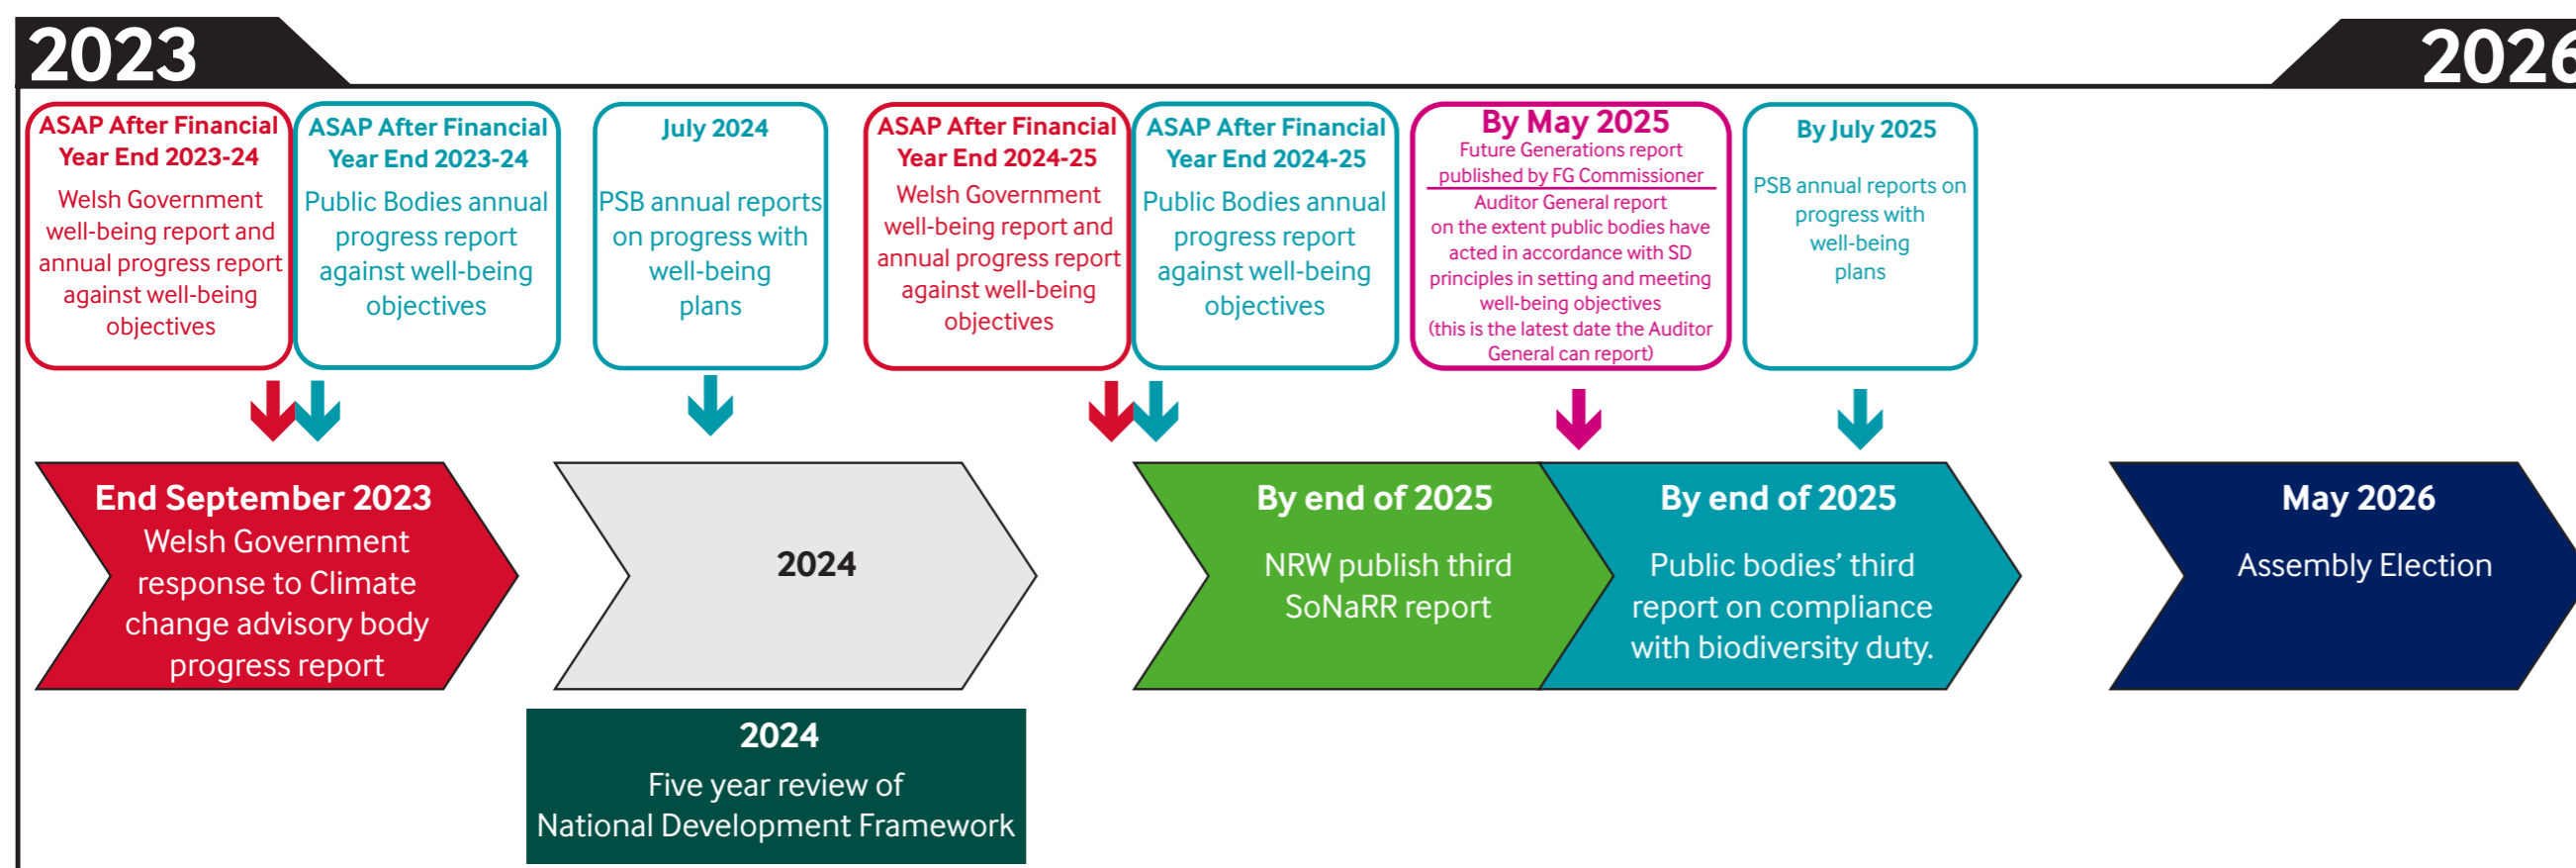 2023
2026
ASAP After Financial
Year End 2023-24
Welsh Government
well-being report and
annual progress report
against well-being
objectives
ASAP After Financial
Year End 2023-24
Public Bodies annual
progress report
against well-being
objectives
July 2024
PSB annual reports
on progress with
well-being
plans
ASAP After Financial
Year End 2024-25
Welsh Government
well-being report and
annual progress report
against well-being
objectives
ASAP After Financial
Year End 2024-25
Public Bodies annual
progress report
against well-being
objectives
By May 2025
Future Generations report
published by FG Commissioner
Auditor General report
on the extent public bodies have
acted in accordance with SD
principles in setting and meeting
well-being objectives
(this is the latest date the Auditor
General can report)
By July 2025
PSB annual reports on
progress with
well-being
plans
End September 2023
Welsh Government
response to Climate
change advisory body
progress report
2024
By end of 2025
NRW publish third
SoNaRR report
By end of 2025
Public bodies’ third
report on compliance
with biodiversity duty.
May 2026
Assembly Election
2024
Five year review of
National Development Framework